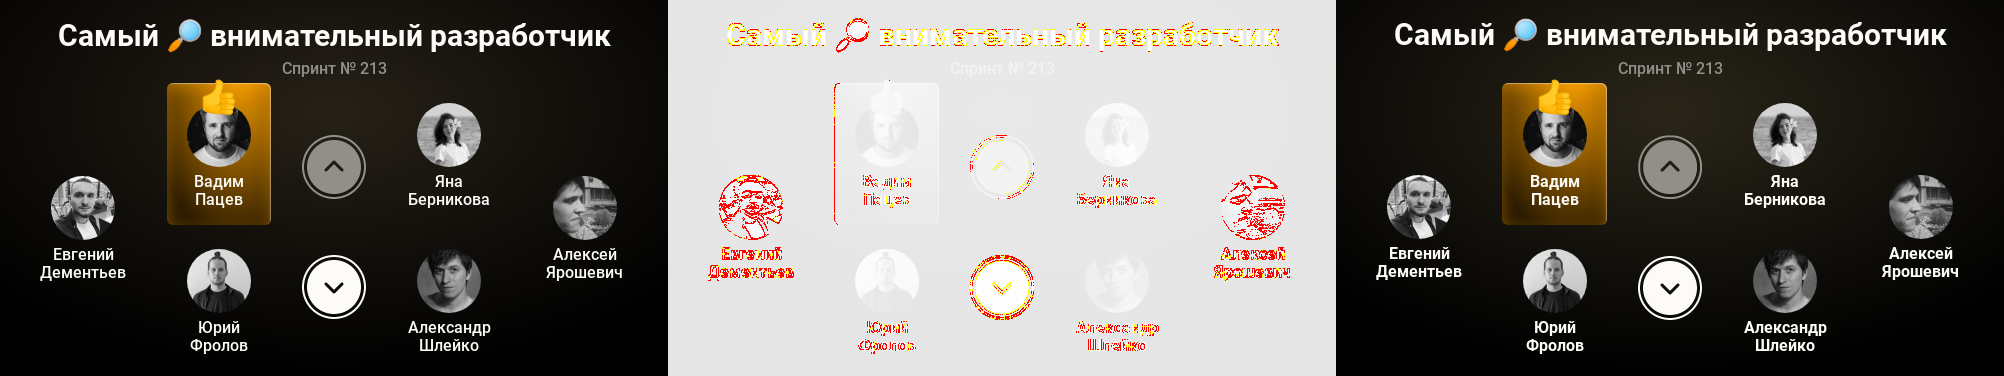 Самый 🔎 внимательный разработчик
Спринт № 213
Вадим
Пацев
Яна
Берникова
Евгений
Дементьев
Алексей
Ярошевич
Юрий
Фролов
Александр
Шлейко
Самый 🔎 внимательный разработчик
Спринт № 213
Вадим
Пацев
Яна
Берникова
Евгений
Дементьев
Алексей
Ярошевич
Юрий
Фролов
Александр
Шлейко
Самый 🔎 внимательный разработчик
Спринт № 213
Вадим
Пацев
Яна
Берникова
Евгений
Дементьев
Алексей
Ярошевич
Юрий
Фролов
Александр
Шлейко